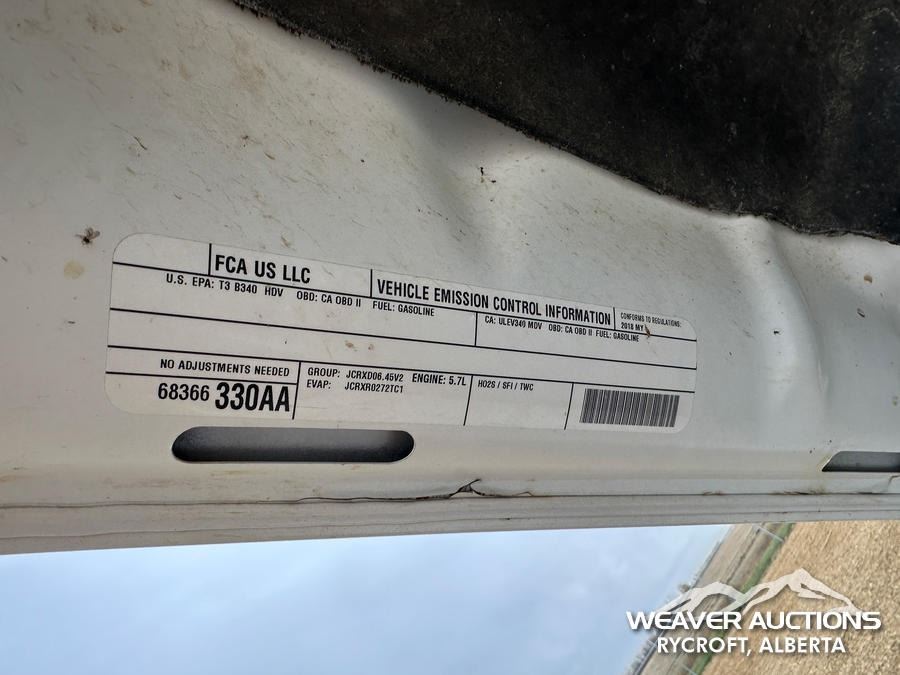 FCA US LLC
VEHICLE EMISSION CONTROL INFORMATION
CONFORMS TO REGULATIONS:
2018 MY
U.S. EPA: T3 B340 HDV OBD: CA OBD II FUEL: GASOLINE
CA: ULEV340 MDV OBD: CA OBD II FUEL: GASOLINE
NO ADJUSTMENTS NEEDED
68366 330AA
GROUP: JCRXD06.45V2 ENGINE: 5.7L
EVAP: JCRXR0272TC1
HO2S / SFI / TWC
WEAVER AUCTIONS
RYCROFT, ALBERTA